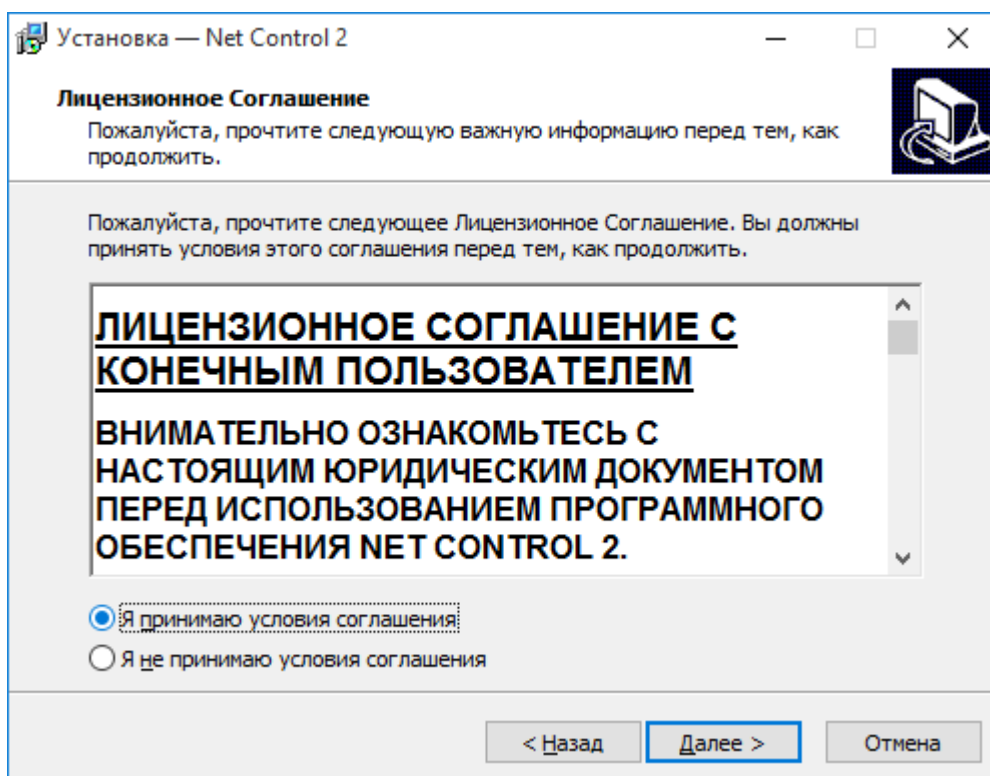 Установка — Net Control 2
Лицензионное Соглашение
Пожалуйста, прочтите следующую важную информацию перед тем, как
продолжить.
Пожалуйста, прочтите следующее Лицензионное Соглашение. Вы должны
принять условия этого соглашения перед тем, как продолжить.
ЛИЦЕНЗИОННОЕ СОГЛАШЕНИЕ С
КОНЕЧНЫМ ПОЛЬЗОВАТЕЛЕМ
ВНИМАТЕЛЬНО ОЗНАКОМЬТЕСЬ С
НАСТОЯЩИМ ЮРИДИЧЕСКИМ ДОКУМЕНТОМ
ПЕРЕД ИСПОЛЬЗОВАНИЕМ ПРОГРАММНОГО
ОБЕСПЕЧЕНИЯ NET CONTROL 2.
Я принимаю условия соглашения
Я не принимаю условия соглашения
< Назад
Далее >
Отмена